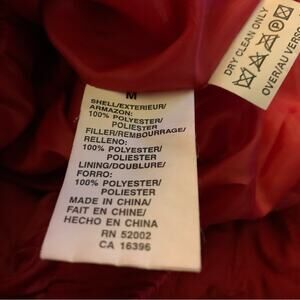 M
SHELL/EXTERIEUR/
ARMAZON:
100% POLYESTER/
POLIESTER
FILLER/REMBOURRAGE/
RELLENO:
100% POLYESTER/
POLIESTER
LINING/DOUBLURE/
FORRO:
100% POLYESTER/
POLIESTER
MADE IN CHINA/
FAIT EN CHINE/
HECHO EN CHINA
RN 52002
CA 16396
DRY CLEAN ONLY
OVER/AU VERSO